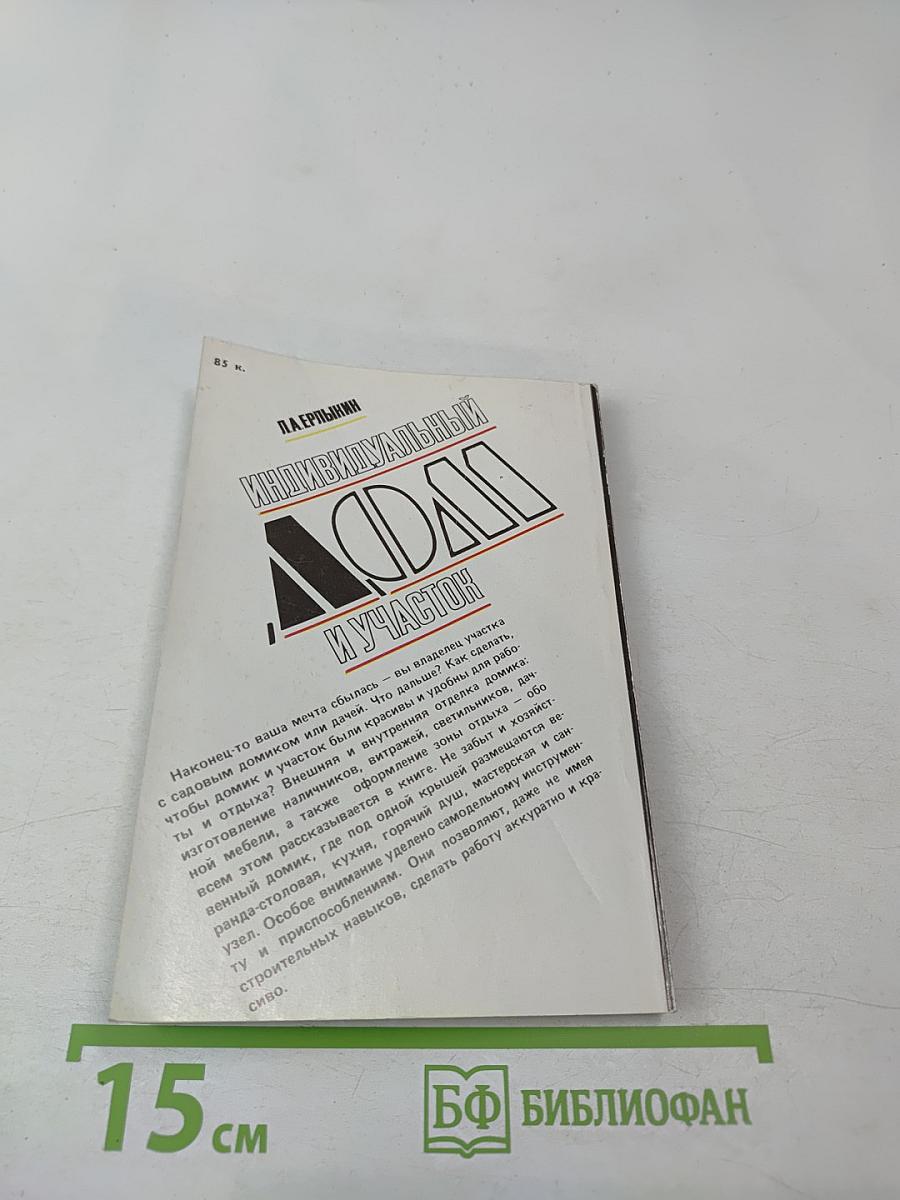 85 к.
Л.А.ЕРЛЫКИН
ИНДИВИДУАЛЬНЫЙ
ДОМ
И УЧАСТОК
Наконец-то ваша мечта сбылась — вы владелец участка
с садовым домиком или дачей. Что дальше? Как сделать,
чтобы домик и участок были красивы и удобны для рабо-
ты и отдыха? Внешняя и внутренняя отделка домика:
изготовление наличников, витражей, светильников, дач-
ной мебели, а также оформление зоны отдыха — обо
всем этом рассказывается в книге. Не забыт и хозяйст-
венный домик, где под одной крышей размещаются ве-
ранда-столовая, кухня, горячий душ, мастерская и сан-
узел. Особое внимание уделено самодельному инструмен-
ту и приспособлениям. Они позволяют, даже не имея
строительных навыков, сделать работу аккуратно и кра-
сиво.
15 см
БФ БИБЛИОФАН